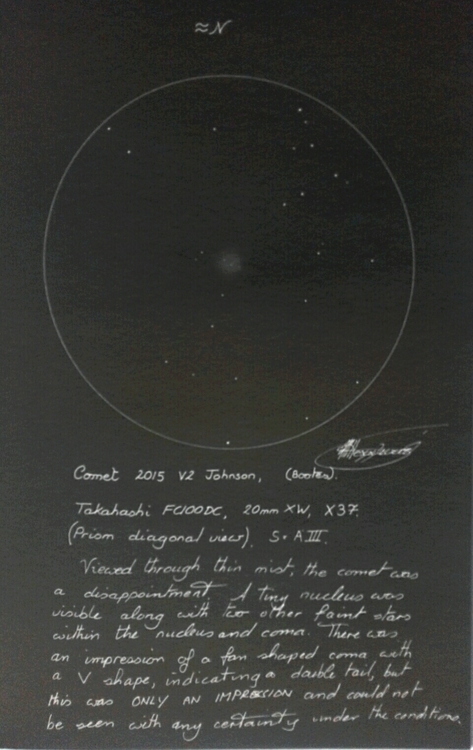 ≈N
Comet 2015 V2 Johnson, (Bootes).
Takahashi FC100DC, 20mm XW, X37.
(Prism diagonal view). S. A.III.
Viewed through thin mist, the comet was
a disappointment. A tiny nucleus was
visible along with two other faint stars
within the nucleus and coma. There was
an impression of a fan shaped coma with
a V shape, indicating a double tail, but
this was ONLY AN IMPRESSION and could not
be seen with any certainty under the conditions.